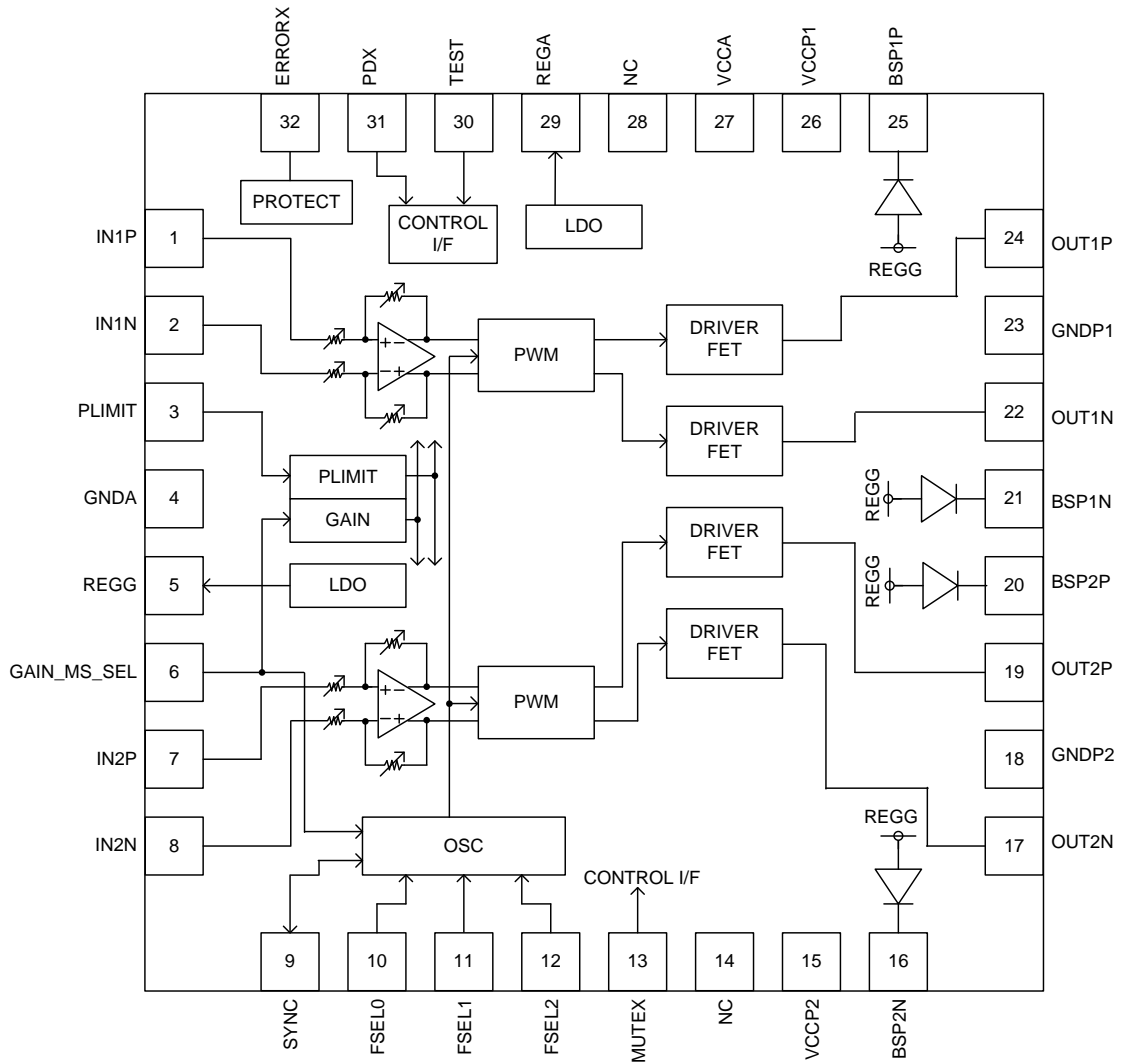 ERRORX
PDX
TEST
REGA
NC
VCCA
VCCP1
BSP1P
32
31
30
29
28
27
26
25
PROTECT
CONTROL
I/F
LDO
REGG
IN1P
1
24
OUT1P
IN1N
2
+ -
- +
PWM
DRIVER
FET
23
GNDP1
PLIMIT
3
DRIVER
FET
22
OUT1N
GNDA
4
PLIMIT
GAIN
REGG
21
BSP1N
REGG
5
LDO
DRIVER
FET
REGG
20
BSP2P
GAIN_MS_SEL
6
+ -
- +
PWM
DRIVER
FET
19
OUT2P
IN2P
7
18
GNDP2
IN2N
8
OSC
CONTROL I/F
REGG
17
OUT2N
9
10
11
12
13
14
15
16
SYNC
FSEL0
FSEL1
FSEL2
MUTEX
NC
VCCP2
BSP2N